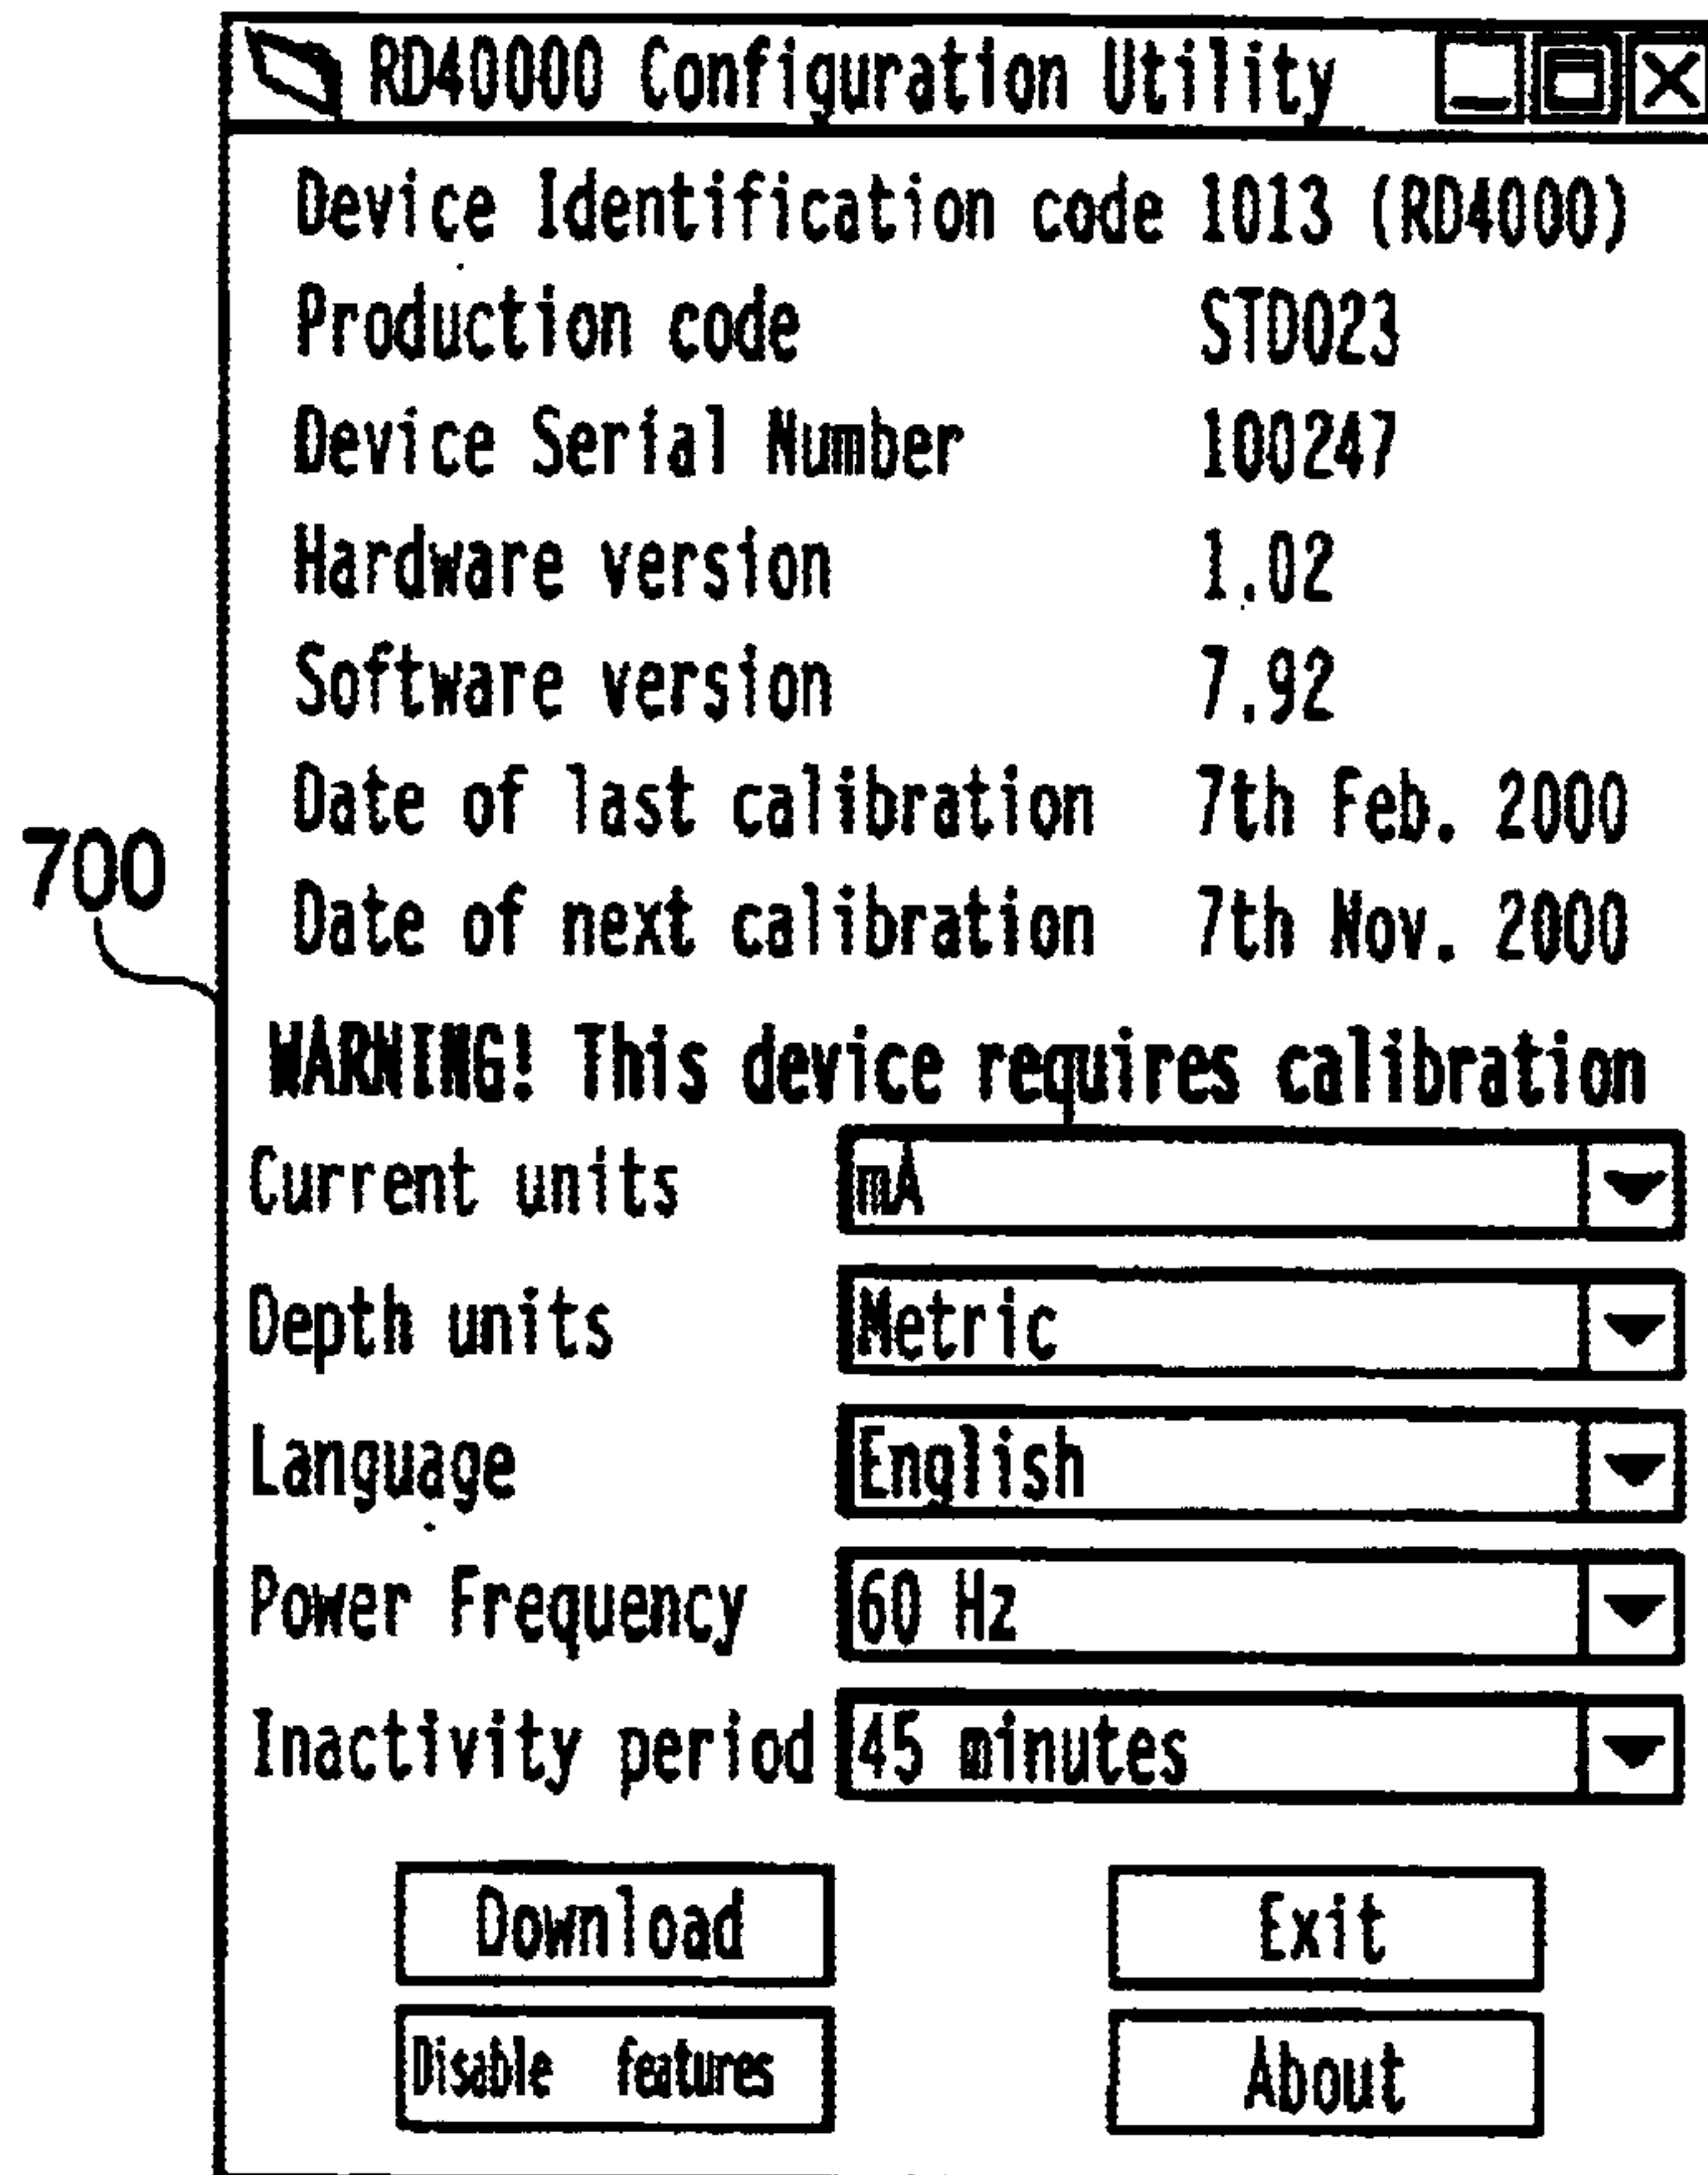 RD40000 Configuration Utility
Device Identification code 1013 (RD4000)
Production code STD023
Device Serial Number 100247
Hardware version 1.02
Software version 7.92
Date of last calibration 7th Feb. 2000
Date of next calibration 7th Nov. 2000
700
WARNING! This device requires calibration
Current units mA
Depth units Metric
Language English
Power Frequency 60 Hz
Inactivity period 45 minutes
Download Exit
Disable features About